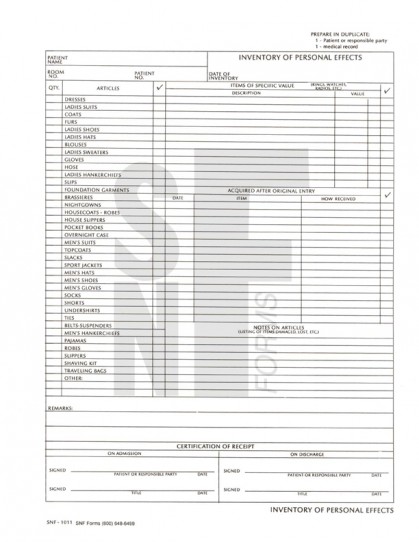 PREPARE IN DUPLICATE:
1 - Patient or responsible party
1 - medical record
PATIENT NAME
INVENTORY OF PERSONAL EFFECTS
ROOM NO.
PATIENT NO.
DATE OF INVENTORY
QTY.
ARTICLES
✓
ITEMS OF SPECIFIC VALUE
(RINGS, WATCHES, RADIOS, ETC.)
✓
DESCRIPTION
VALUE
DRESSES
LADIES SUITS
COATS
FURS
LADIES SHOES
LADIES HATS
BLOUSES
LADIES SWEATERS
GLOVES
HOSE
LADIES HANKERCHIEFS
SLIPS
FOUNDATION GARMENTS
BRASSIERES
NIGHTGOWNS
HOUSECOATS - ROBES
HOUSE SLIPPERS
POCKET BOOKS
OVERNIGHT CASE
MEN'S SUITS
TOPCOATS
SLACKS
SPORT JACKETS
MEN'S HATS
MEN'S SHOES
MEN'S GLOVES
SOCKS
SHORTS
UNDERSHIRTS
TIES
BELTS-SUSPENDERS
MEN'S HANKERCHIEFS
PAJAMAS
ROBES
SLIPPERS
SHAVING KIT
TRAVELING BAGS
OTHER
ACQUIRED AFTER ORIGINAL ENTRY
✓
DATE
ITEM
HOW RECEIVED
NOTES ON ARTICLES
(LISTING OF ITEMS DAMAGED, LOST, ETC.)
SNF
FORMS
REMARKS:
CERTIFICATION OF RECEIPT
ON ADMISSION
ON DISCHARGE
SIGNED
PATIENT OR RESPONSIBLE PARTY
DATE
SIGNED
PATIENT OR RESPONSIBLE PARTY
DATE
SIGNED
TITLE
DATE
SIGNED
TITLE
DATE
INVENTORY OF PERSONAL EFFECTS
SNF - 1011 SNF Forms (800) 648-8498